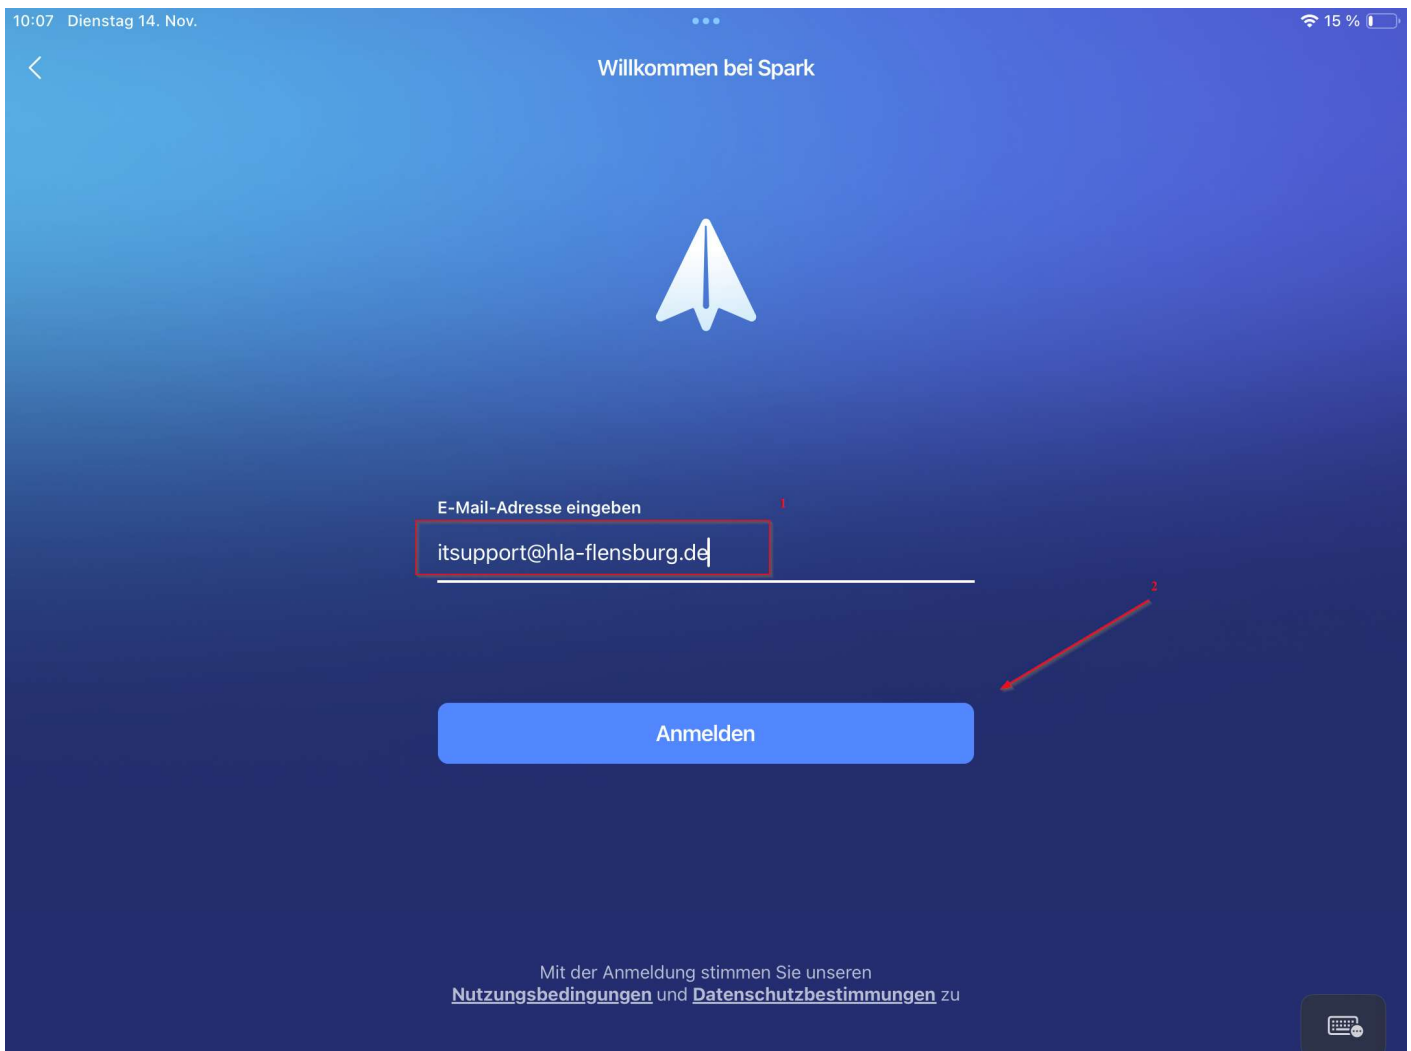 10:07 Dienstag 14. Nov.
15 %
Willkommen bei Spark
E-Mail-Adresse eingeben
1
itsupport@hla-flensburg.de
2
Anmelden
Mit der Anmeldung stimmen Sie unseren
Nutzungsbedingungen und Datenschutzbestimmungen zu